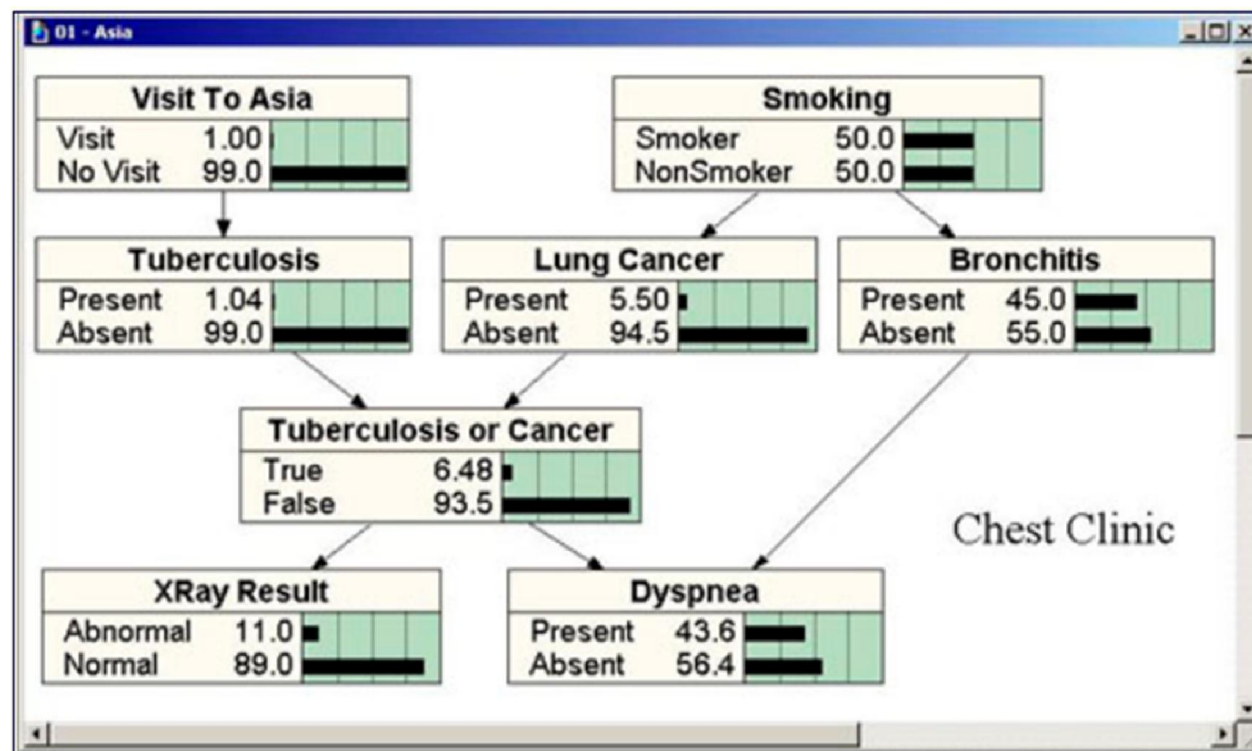 01 - Asia
Visit To Asia
Visit 1.00
No Visit 99.0
Smoking
Smoker 50.0
NonSmoker 50.0
Tuberculosis
Present 1.04
Absent 99.0
Lung Cancer
Present 5.50
Absent 94.5
Bronchitis
Present 45.0
Absent 55.0
Tuberculosis or Cancer
True 6.48
False 93.5
Chest Clinic
XRay Result
Abnormal 11.0
Normal 89.0
Dyspnea
Present 43.6
Absent 56.4